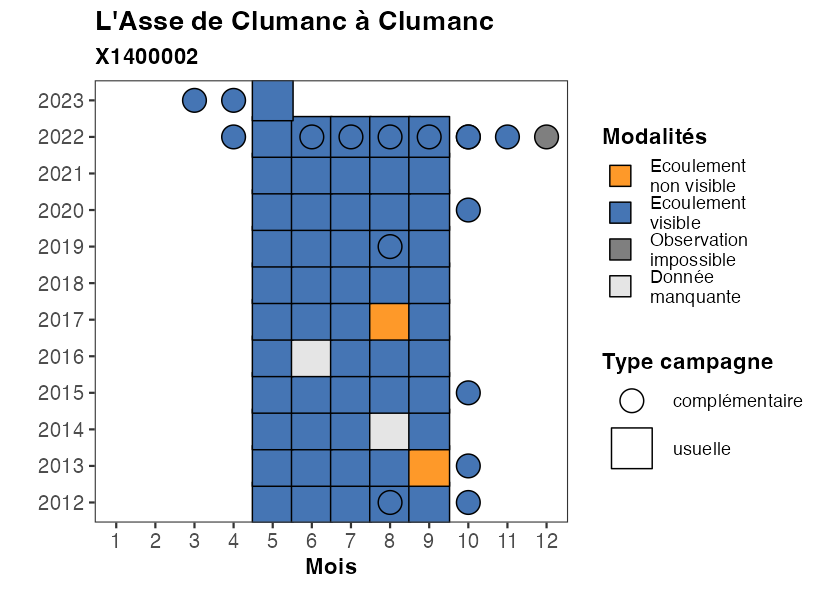 L'Asse de Clumanc à Clumanc
X1400002
2023
2022
2021
2020
2019
2018
2017
2016
2015
2014
2013
2012
1 2 3 4 5 6 7 8 9 10 11 12
Mois
Modalités
Ecoulement
non visible
Ecoulement
visible
Observation
impossible
Donnée
manquante
Type campagne
complémentaire
usuelle